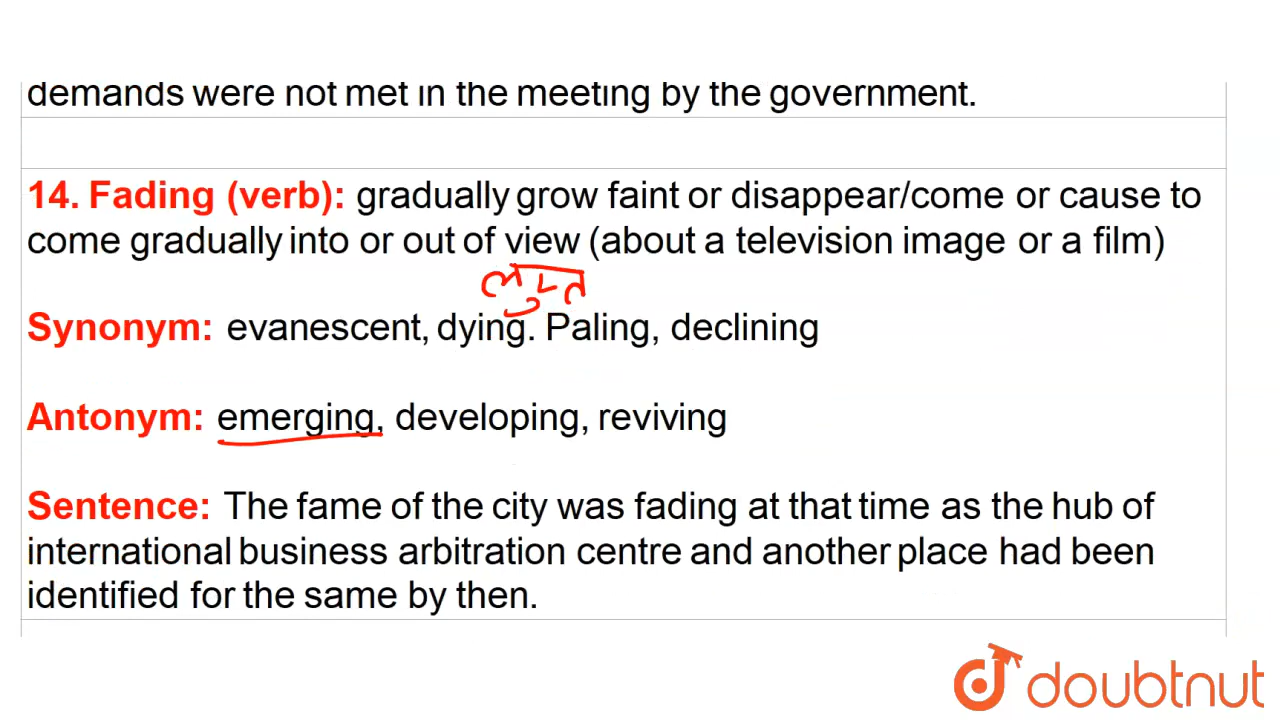 demands were not met in the meeting by the government.
14. Fading (verb): gradually grow faint or disappear/come or cause to
come gradually into or out of view (about a television image or a film)
लुप्त
Synonym: evanescent, dying. Paling, declining
Antonym: emerging, developing, reviving
Sentence: The fame of the city was fading at that time as the hub of
international business arbitration centre and another place had been
identified for the same by then.
doubtnut